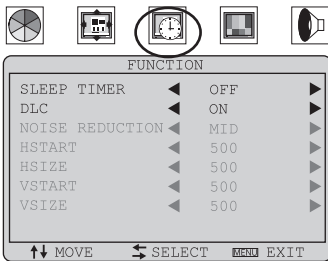 FUNCTION
SLEEP TIMER OFF
DLC ON
NOISE REDUCTION MID
HSTART 500
HSIZE 500
VSTART 500
VSIZE 500
MOVE SELECT MENU EXIT